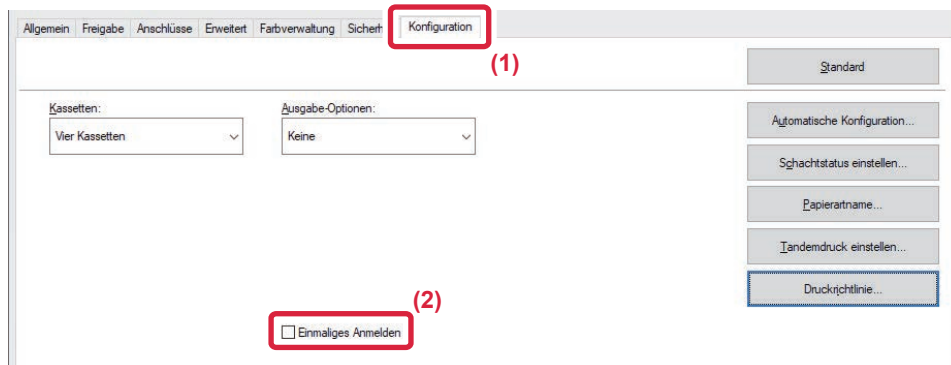 Allgemein Freigabe Anschlüsse Erweitert Farbverwaltung Sicherh Konfiguration
(1)
Standard
Kassetten: Ausgabe-Optionen:
Vier Kassetten Keine
Automatische Konfiguration...
Schachtstatus einstellen...
Papierartname...
Tandemdruck einstellen...
Druckrichtlinie...
(2)
Einmaliges Anmelden